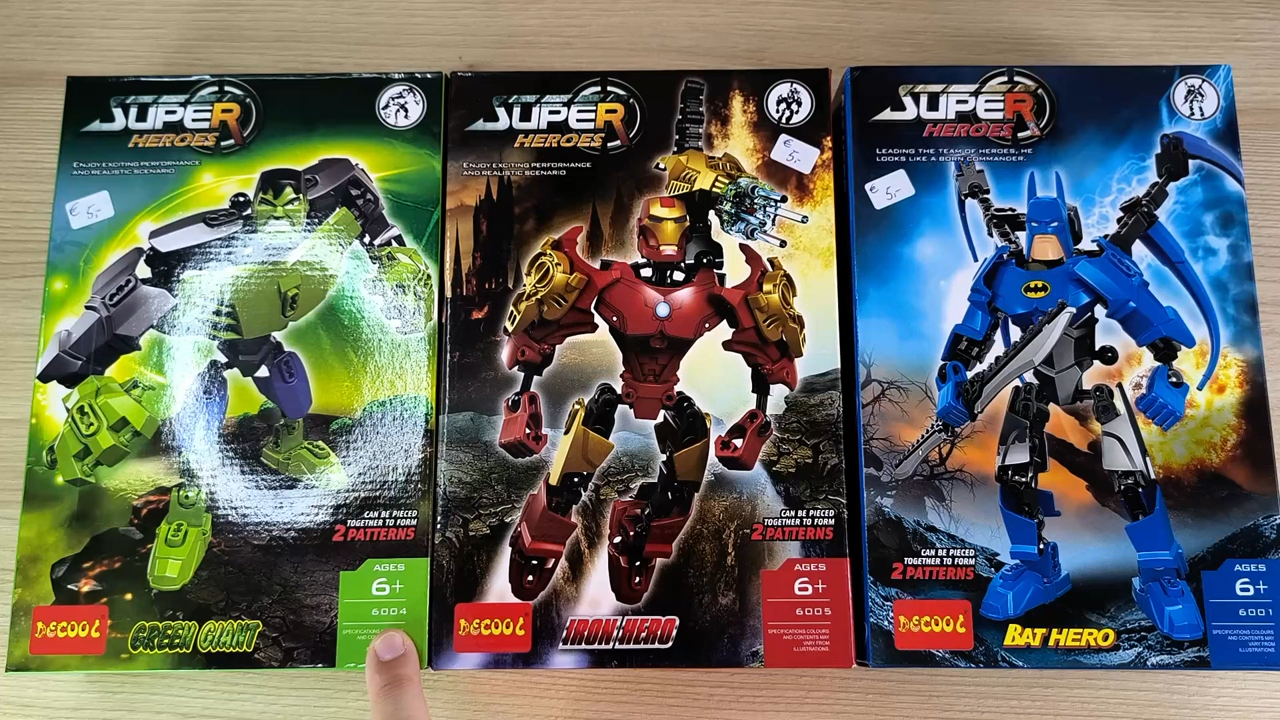 SUPER
HEROES
ENJOY EXCITING PERFORMANCE
AND REALISTIC SCENARIO
€ 5,-
CAN BE PIECED
TOGETHER TO FORM
2 PATTERNS
AGES
6+
6004
SPECIFICATIONS COLOURS
DECOOL
GREEN GIANT
SUPER
HEROES
ENJOY EXCITING PERFORMANCE
AND REALISTIC SCENARIO
€ 5,-
CAN BE PIECED
TOGETHER TO FORM
2 PATTERNS
AGES
6+
6005
SPECIFICATIONS COLOURS
AND CONTENTS MAY
VARY FROM
ILLUSTRATIONS
DECOOL
IRON HERO
SUPER
HEROES
LEADING THE TEAM OF HEROES, HE
LOOKS LIKE A BORN COMMANDER.
€ 5,-
CAN BE PIECED
TOGETHER TO FORM
2 PATTERNS
AGES
6+
6001
SPECIFICATIONS COLOURS
AND CONTENTS MAY
VARY FROM
ILLUSTRATIONS
DECOOL
BAT HERO